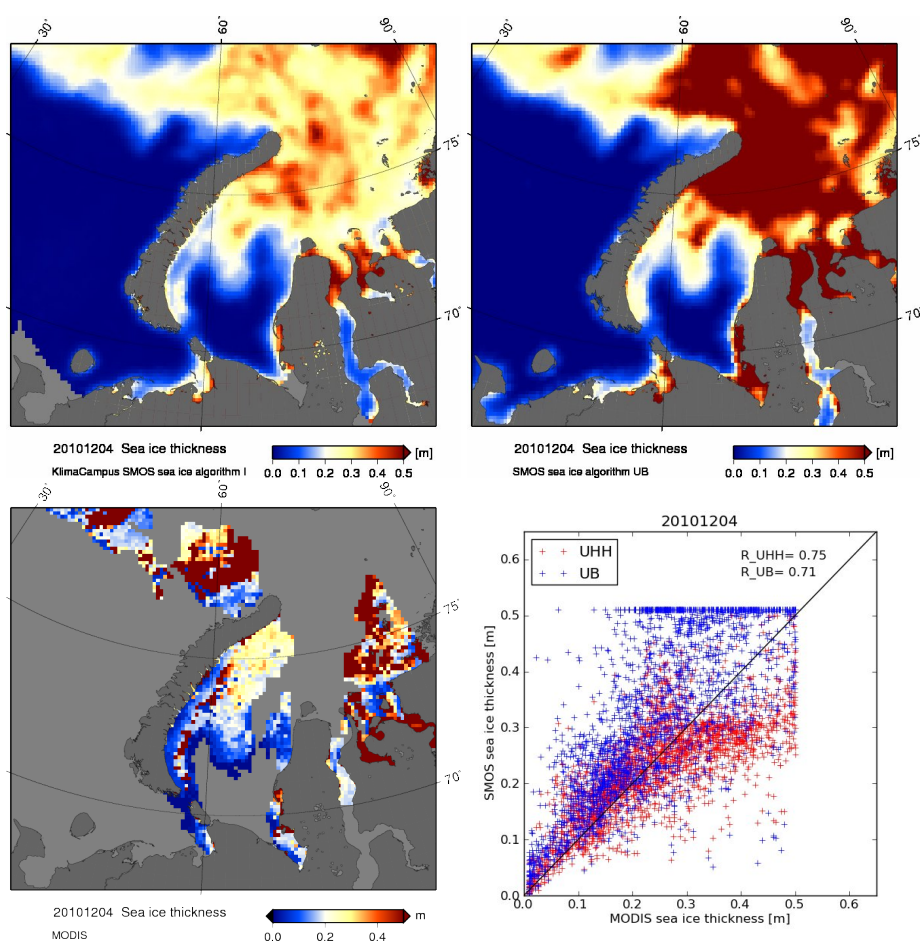 30° 60° 90°
75°
70°
20101204 Sea ice thickness [m]
KlimaCampus SMOS sea ice algorithm I 0.0 0.1 0.2 0.3 0.4 0.5
30° 60° 90°
75°
70°
20101204 Sea ice thickness [m]
SMOS sea ice algorithm UB 0.0 0.1 0.2 0.3 0.4 0.5
30° 60° 90°
75°
70°
20101204 Sea ice thickness m
MODIS 0.0 0.2 0.4
20101204
UHH
UB
R_UHH= 0.75
R_UB= 0.71
SMOS sea ice thickness [m]
0.6
0.5
0.4
0.3
0.2
0.1
0.0
0.0 0.1 0.2 0.3 0.4 0.5 0.6
MODIS sea ice thickness [m]